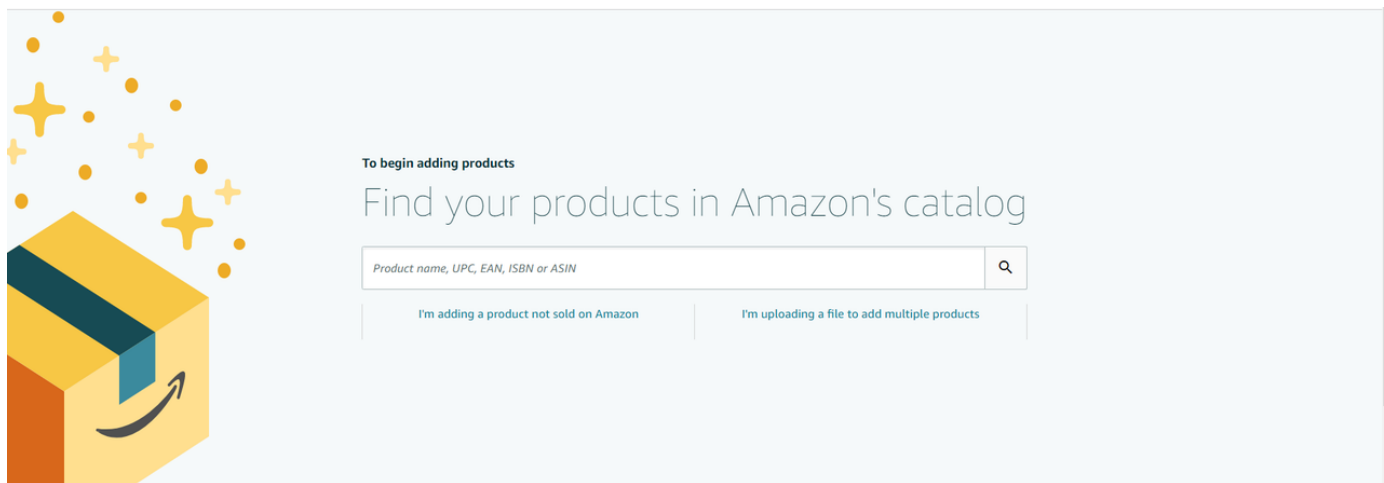 To begin adding products
Find your products in Amazon's catalog
Product name, UPC, EAN, ISBN or ASIN
I'm adding a product not sold on Amazon
I'm uploading a file to add multiple products